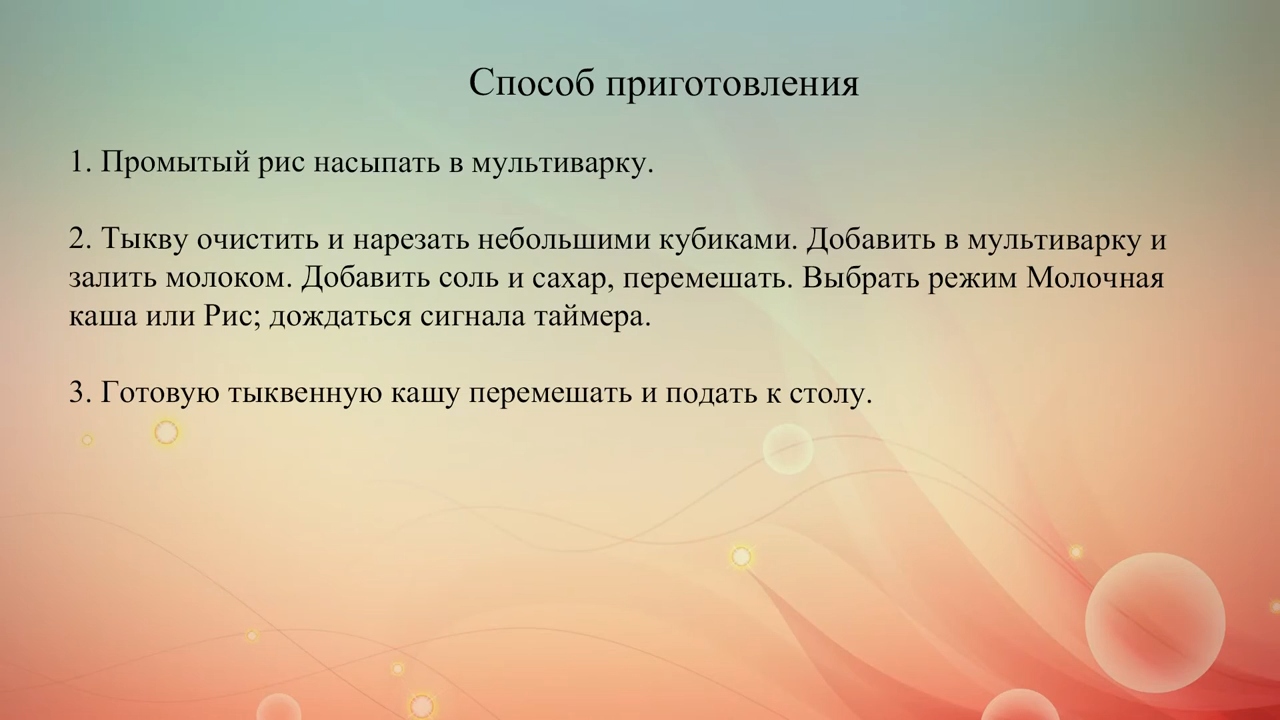 Способ приготовления
1. Промытый рис насыпать в мультиварку.
2. Тыкву очистить и нарезать небольшими кубиками. Добавить в мультиварку и
залить молоком. Добавить соль и сахар, перемешать. Выбрать режим Молочная
каша или Рис; дождаться сигнала таймера.
3. Готовую тыквенную кашу перемешать и подать к столу.